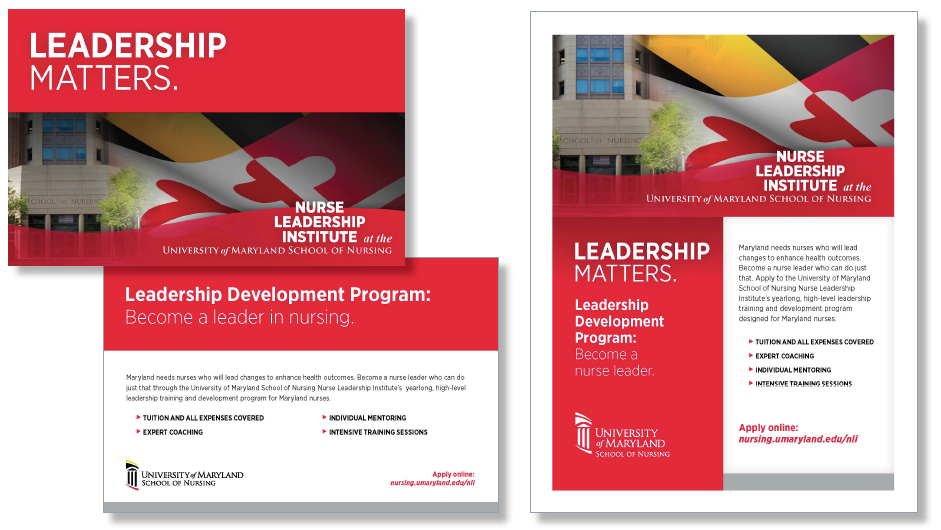 LEADERSHIP
MATTERS.
SCHOOL OF NURSING
NURSE
LEADERSHIP
INSTITUTE at the
UNIVERSITY of MARYLAND SCHOOL OF NURSING
Leadership Development Program:
Become a leader in nursing.
Maryland needs nurses who will lead changes to enhance health outcomes. Become a nurse leader who can do
just that through the University of Maryland School of Nursing Nurse Leadership Institute's yearlong, high-level
leadership training and development program for Maryland nurses.
▶ TUITION AND ALL EXPENSES COVERED
▶ EXPERT COACHING
▶ INDIVIDUAL MENTORING
▶ INTENSIVE TRAINING SESSIONS
UNIVERSITY of MARYLAND
SCHOOL OF NURSING
Apply online:
nursing.umaryland.edu/nli
SCHOOL OF NURSING
NURSE
LEADERSHIP
INSTITUTE at the
UNIVERSITY of MARYLAND SCHOOL OF NURSING
LEADERSHIP
MATTERS.
Leadership
Development
Program:
Become a
nurse leader.
UNIVERSITY
of MARYLAND
SCHOOL OF NURSING
Maryland needs nurses who will lead
changes to enhance health outcomes.
Become a nurse leader who can do just
that. Apply to the University of Maryland
School of Nursing Nurse Leadership
Institute's yearlong, high-level leadership
training and development program
designed for Maryland nurses.
▶ TUITION AND ALL EXPENSES COVERED
▶ EXPERT COACHING
▶ INDIVIDUAL MENTORING
▶ INTENSIVE TRAINING SESSIONS
Apply online:
nursing.umaryland.edu/nli